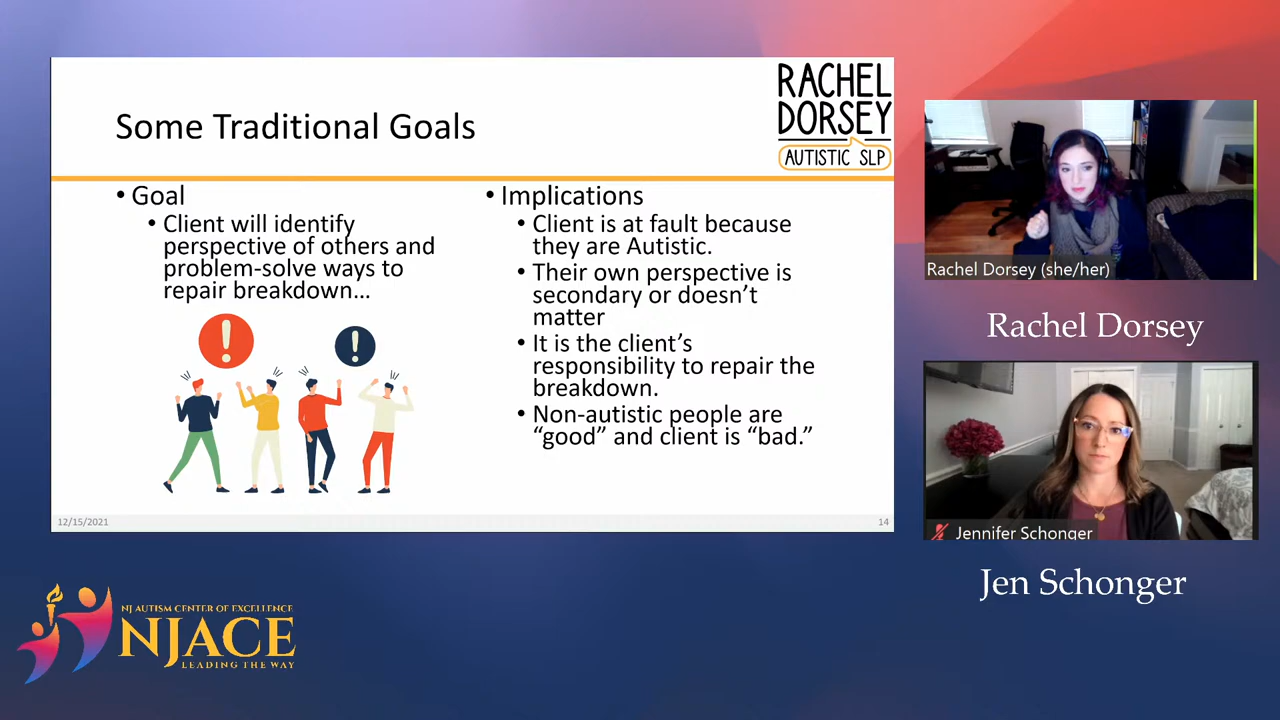 RACHEL
DORSEY
AUTISTIC SLP
Some Traditional Goals
• Goal
• Client will identify
perspective of others and
problem-solve ways to
repair breakdown...
• Implications
• Client is at fault because
they are Autistic.
• Their own perspective is
secondary or doesn't
matter
• It is the client's
responsibility to repair the
breakdown.
• Non-autistic people are
“good” and client is “bad.”
!
!
12/15/2021
14
Rachel Dorsey (she/her)
Rachel Dorsey
Jennifer Schonger
Jen Schonger
NJ AUTISM CENTER OF EXCELLENCE
NJACE
LEADING THE WAY